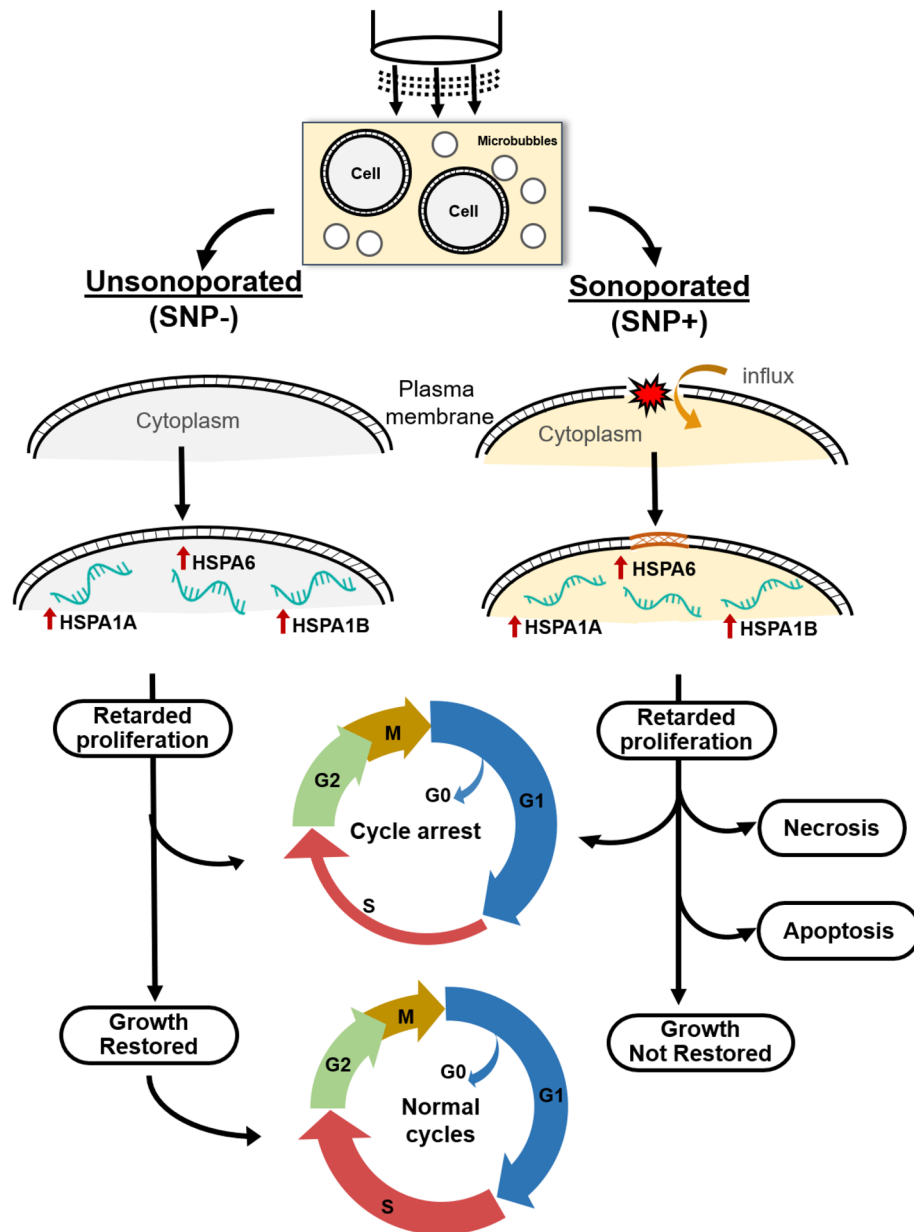 Microbubbles
Cell
Cell
Unsonoporated
(SNP-)
Sonoporated
(SNP+)
Cytoplasm
Plasma
membrane
influx
Cytoplasm
HSPA6
HSPA1A
HSPA1B
HSPA6
HSPA1A
HSPA1B
Retarded
proliferation
M
G2
G0
G1
Cycle arrest
S
Retarded
proliferation
Necrosis
Apoptosis
Growth
Restored
M
G2
G0
G1
Normal
cycles
S
Growth
Not Restored